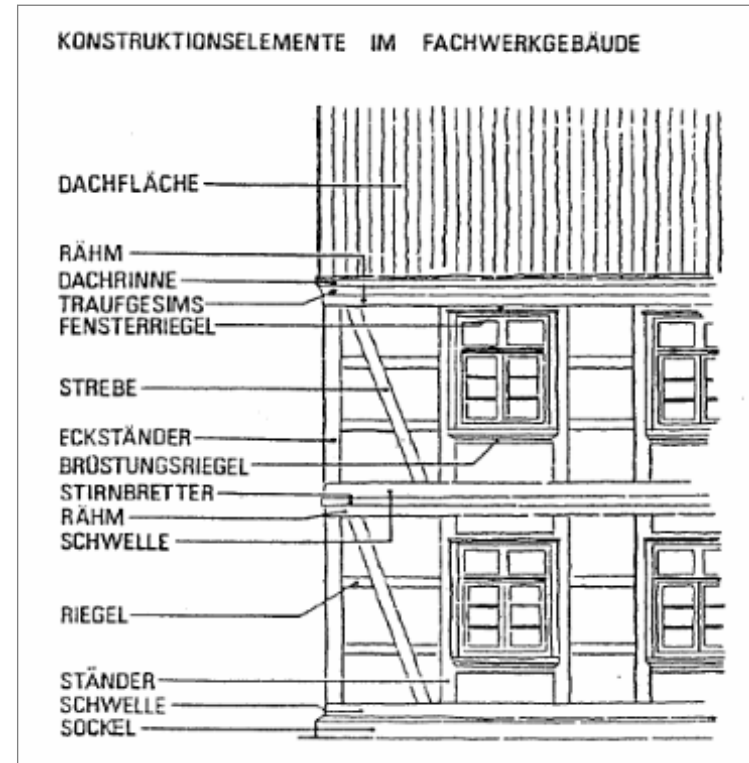 KONSTRUKTIONSELEMENTE IM FACHWERKGEBÄUDE
DACHFLÄCHE
RÄHM
DACHRINNE
TRAUFGESIMS
FENSTERRIEGEL
STREBE
ECKSTÄNDER
BRÜSTUNGSRIEGEL
STIRNBRETTER
RÄHM
SCHWELLE
RIEGEL
STÄNDER
SCHWELLE
SOCKEL